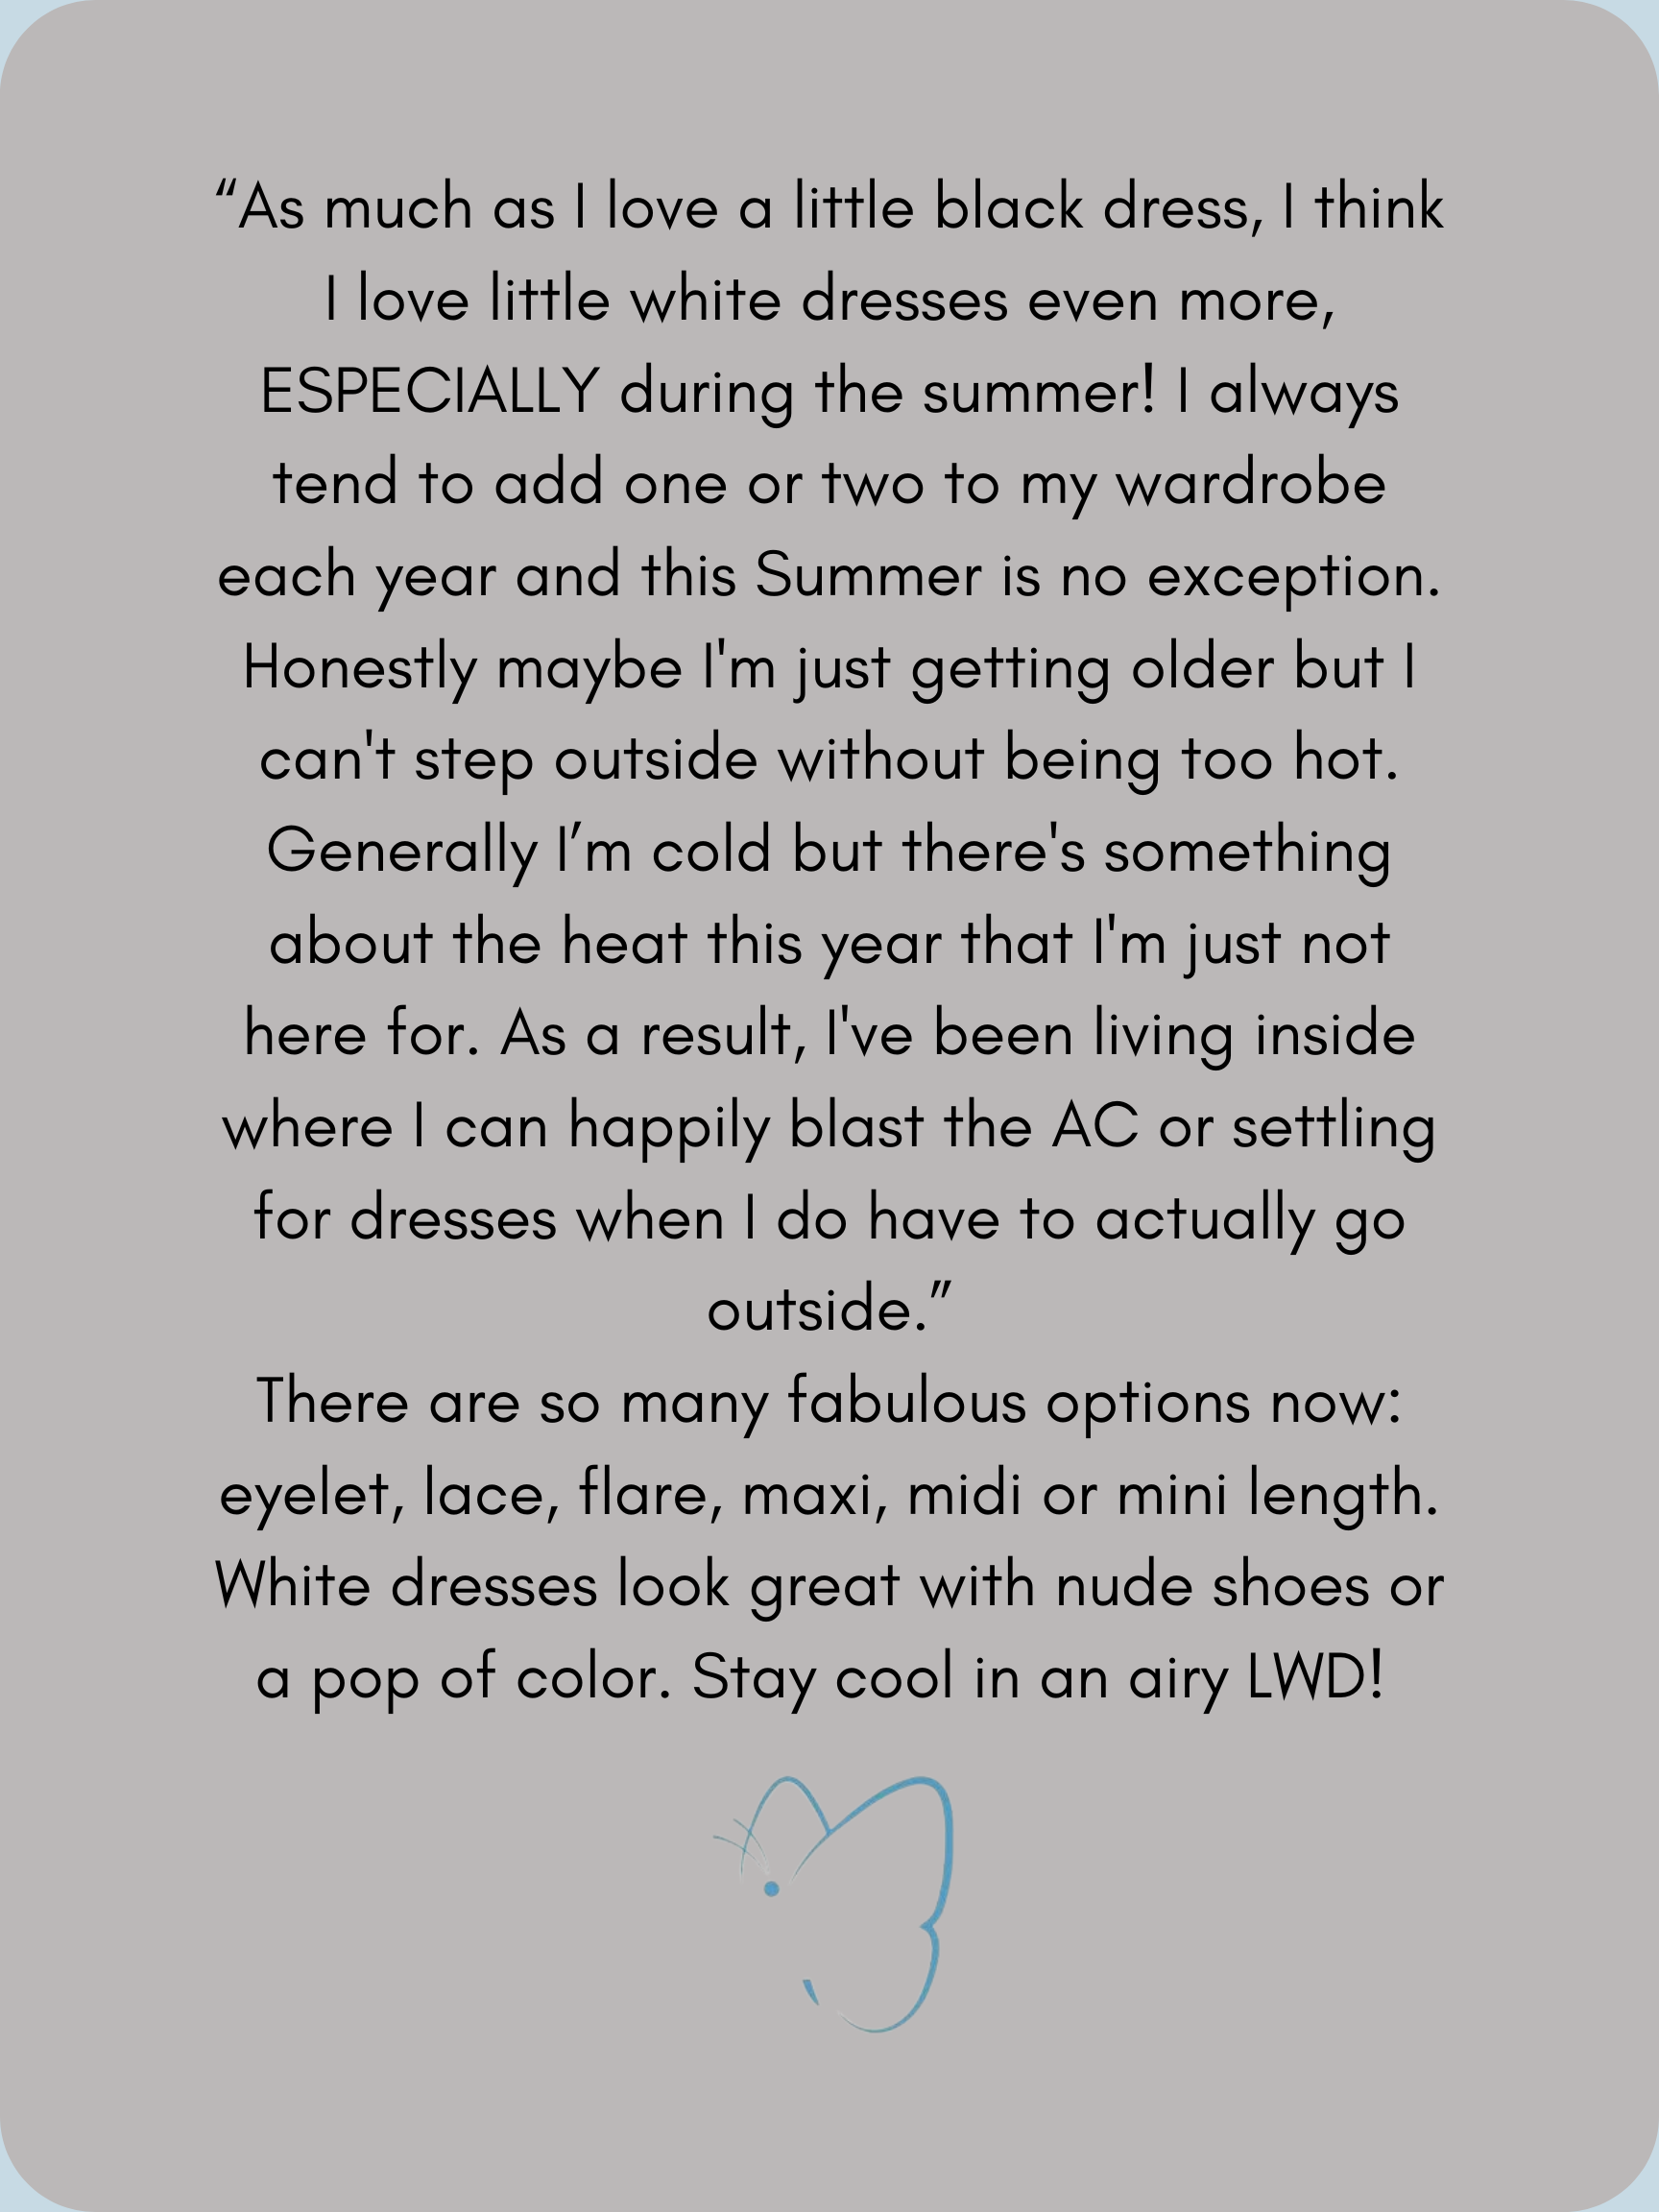 “As much as I love a little black dress, I think
I love little white dresses even more,
ESPECIALLY during the summer! I always
tend to add one or two to my wardrobe
each year and this Summer is no exception.
Honestly maybe I'm just getting older but I
can't step outside without being too hot.
Generally I’m cold but there's something
about the heat this year that I'm just not
here for. As a result, I've been living inside
where I can happily blast the AC or settling
for dresses when I do have to actually go
outside.”
There are so many fabulous options now:
eyelet, lace, flare, maxi, midi or mini length.
White dresses look great with nude shoes or
a pop of color. Stay cool in an airy LWD!